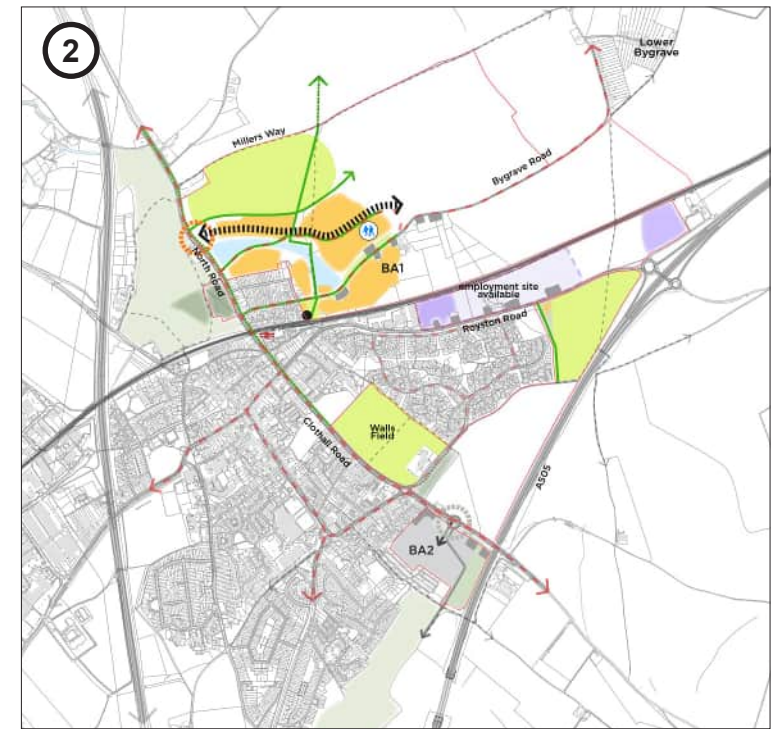 2
Lower
Bygrave
Millers Way
Bygrave Road
North Road
BA1
employment site
available
Royston Road
Walls
Field
Clothall Road
A505
BA2